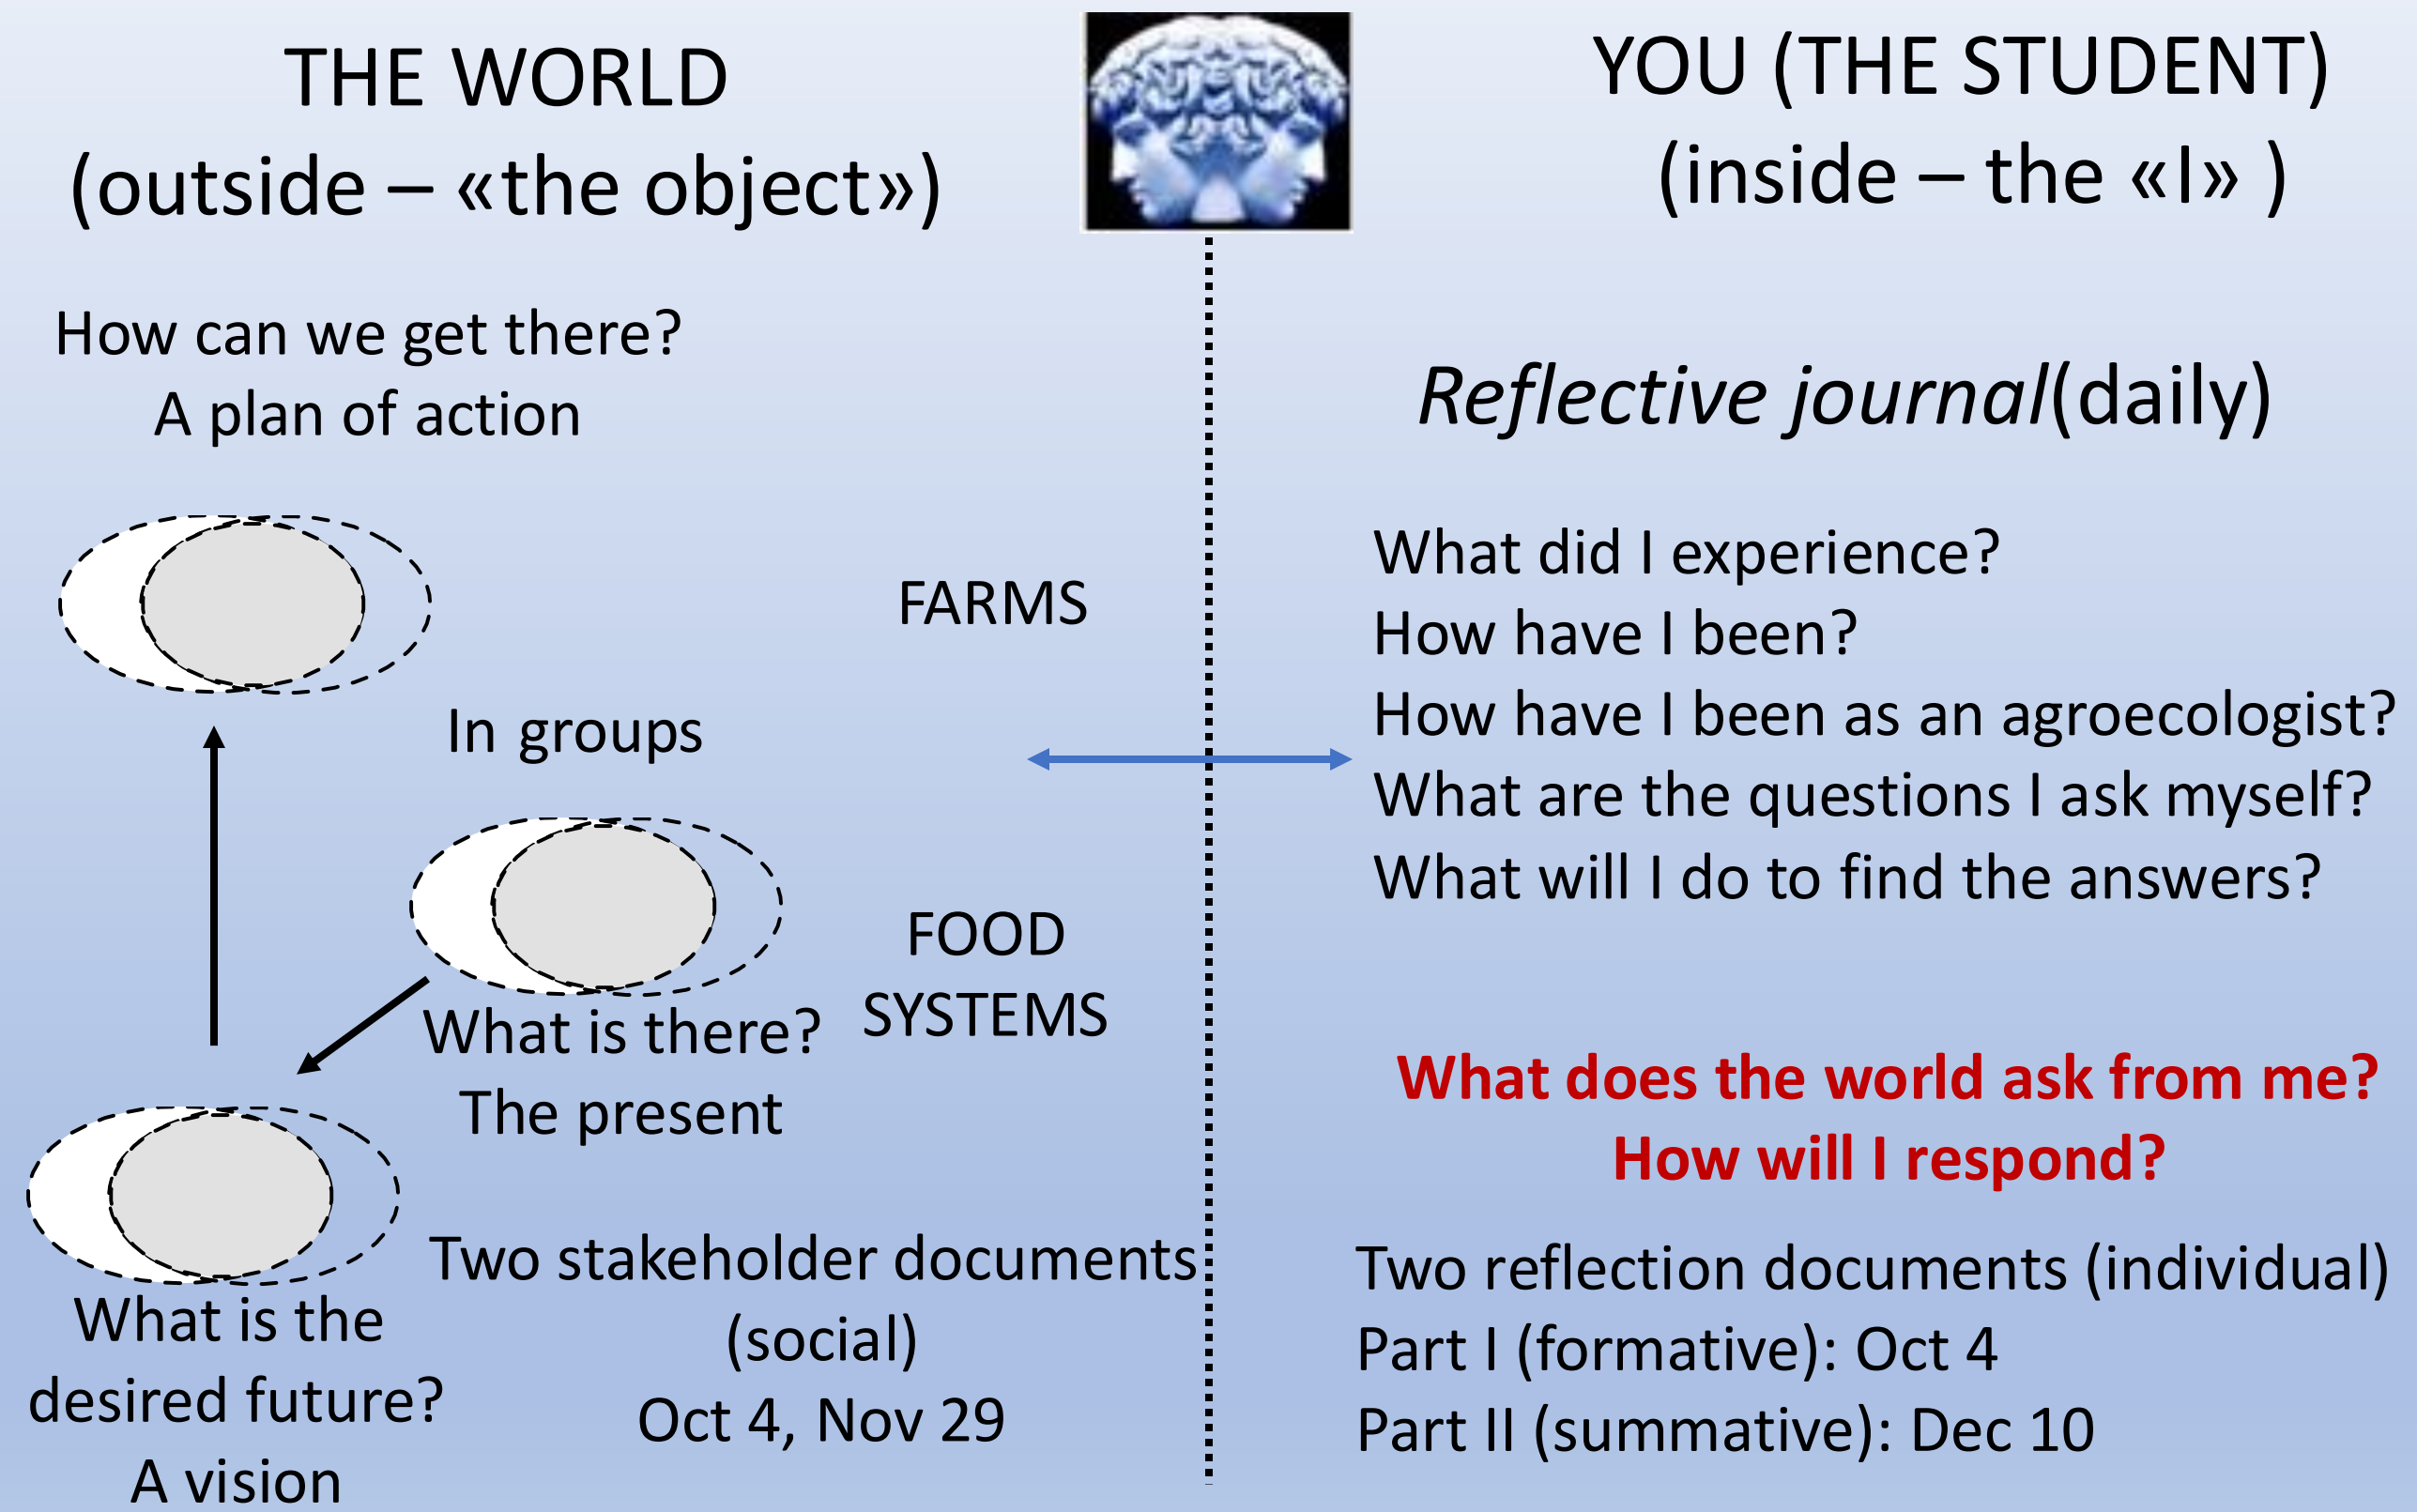 THE WORLD
(outside – «the object»)
How can we get there?
A plan of action
FARMS
In groups
FOOD
SYSTEMS
What is there?
The present
What is the
desired future?
A vision
Two stakeholder documents
(social)
Oct 4, Nov 29
YOU (THE STUDENT)
(inside – the «I» )
Reflective journal(daily)
What did I experience?
How have I been?
How have I been as an agroecologist?
What are the questions I ask myself?
What will I do to find the answers?
What does the world ask from me?
How will I respond?
Two reflection documents (individual)
Part I (formative): Oct 4
Part II (summative): Dec 10